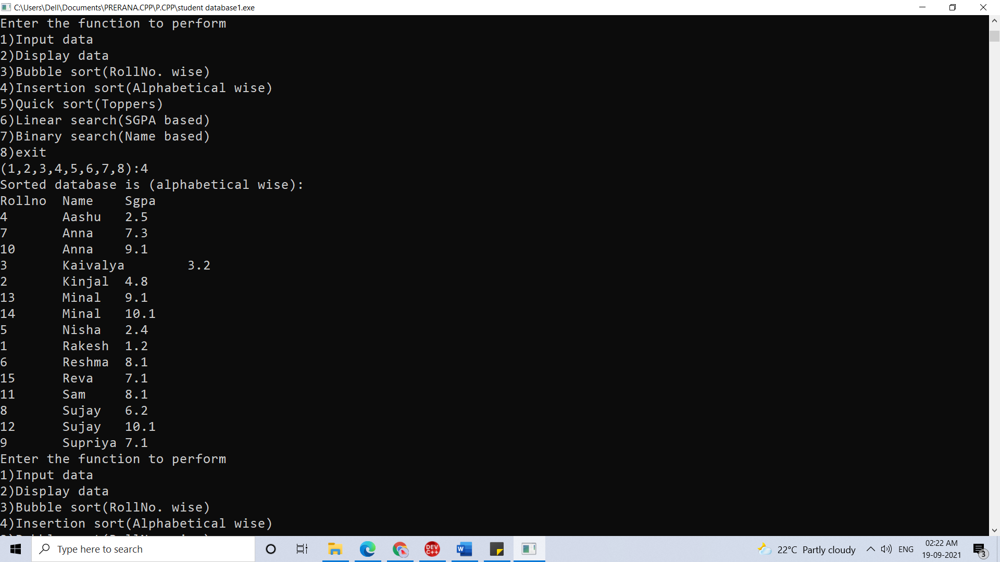 C:\Users\Dell\Documents\PRERANA.CPP\P.CPP\student database1.exe
Enter the function to perform
1)Input data
2)Display data
3)Bubble sort(RollNo. wise)
4)Insertion sort(Alphabetical wise)
5)Quick sort(Toppers)
6)Linear search(SGPA based)
7)Binary search(Name based)
8)exit
(1,2,3,4,5,6,7,8):4
Sorted database is (alphabetical wise):
Rollno Name Sgpa
4 Aashu 2.5
7 Anna 7.3
10 Anna 9.1
3 Kaivalya 3.2
2 Kinjal 4.8
13 Minal 9.1
14 Minal 10.1
5 Nisha 2.4
1 Rakesh 1.2
6 Reshma 8.1
15 Reva 7.1
11 Sam 8.1
8 Sujay 6.2
12 Sujay 10.1
9 Supriya 7.1
Enter the function to perform
1)Input data
2)Display data
3)Bubble sort(RollNo. wise)
4)Insertion sort(Alphabetical wise)
Type here to search
DEV C++
W
22°C Partly cloudy
ENG
02:22 AM
19-09-2021
3